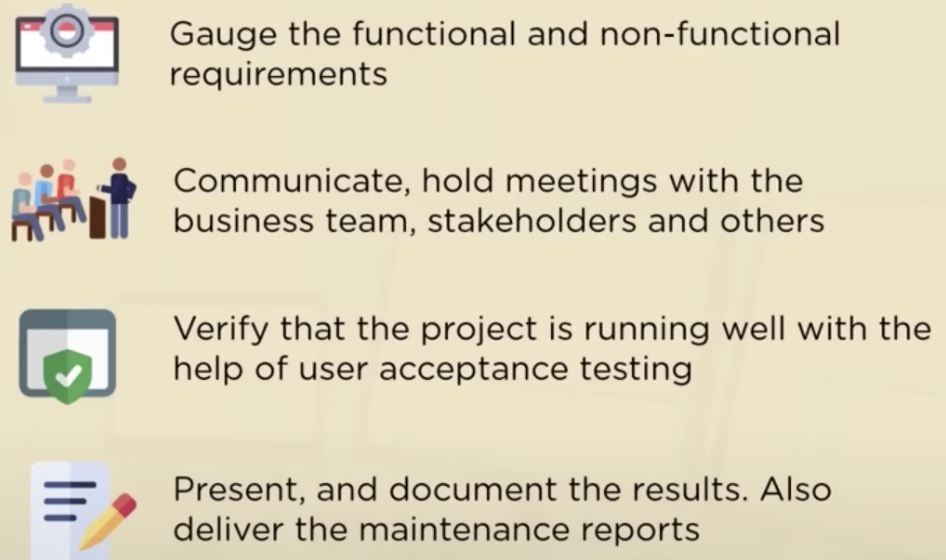 Gauge the functional and non-functional
requirements
Communicate, hold meetings with the
business team, stakeholders and others
Verify that the project is running well with the
help of user acceptance testing
Present, and document the results. Also
deliver the maintenance reports